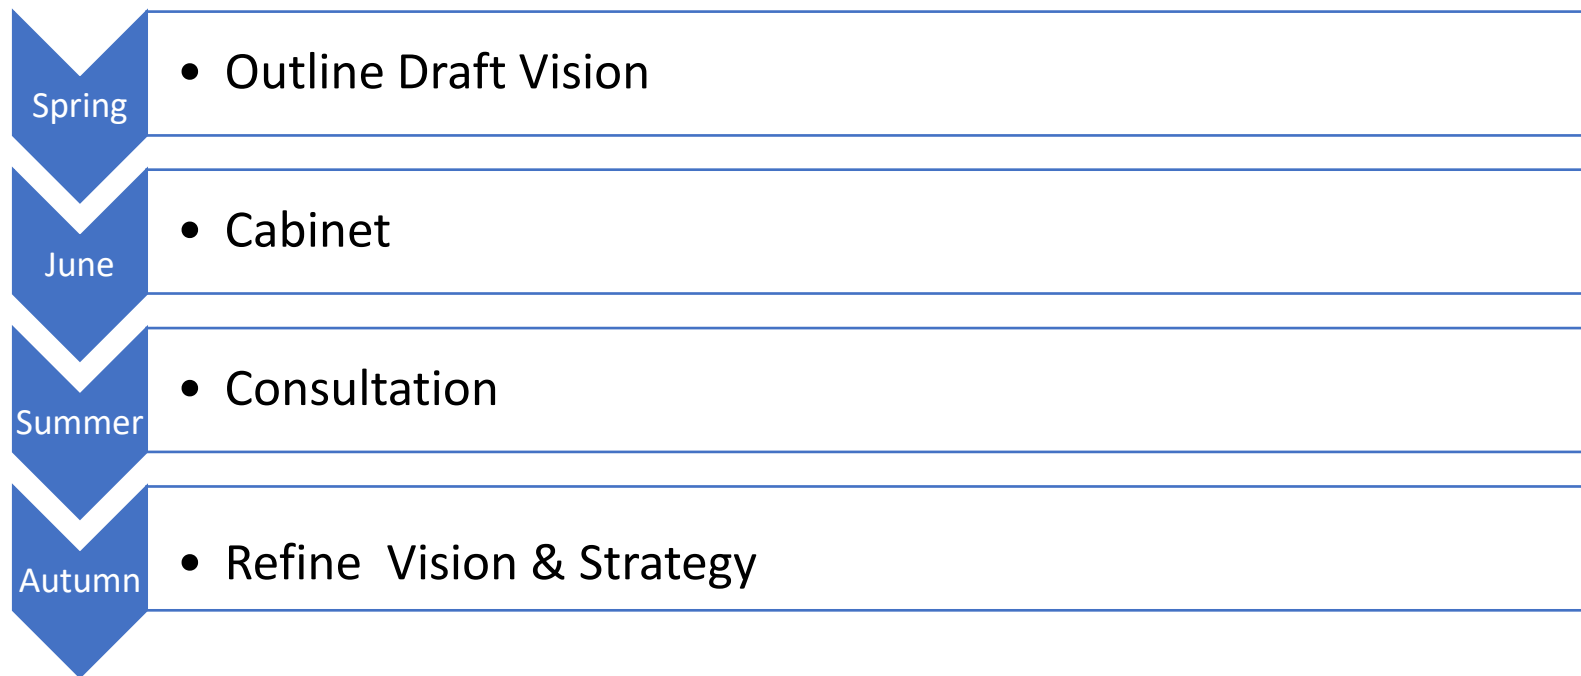 Spring
• Outline Draft Vision
June
• Cabinet
Summer
• Consultation
Autumn
• Refine  Vision & Strategy